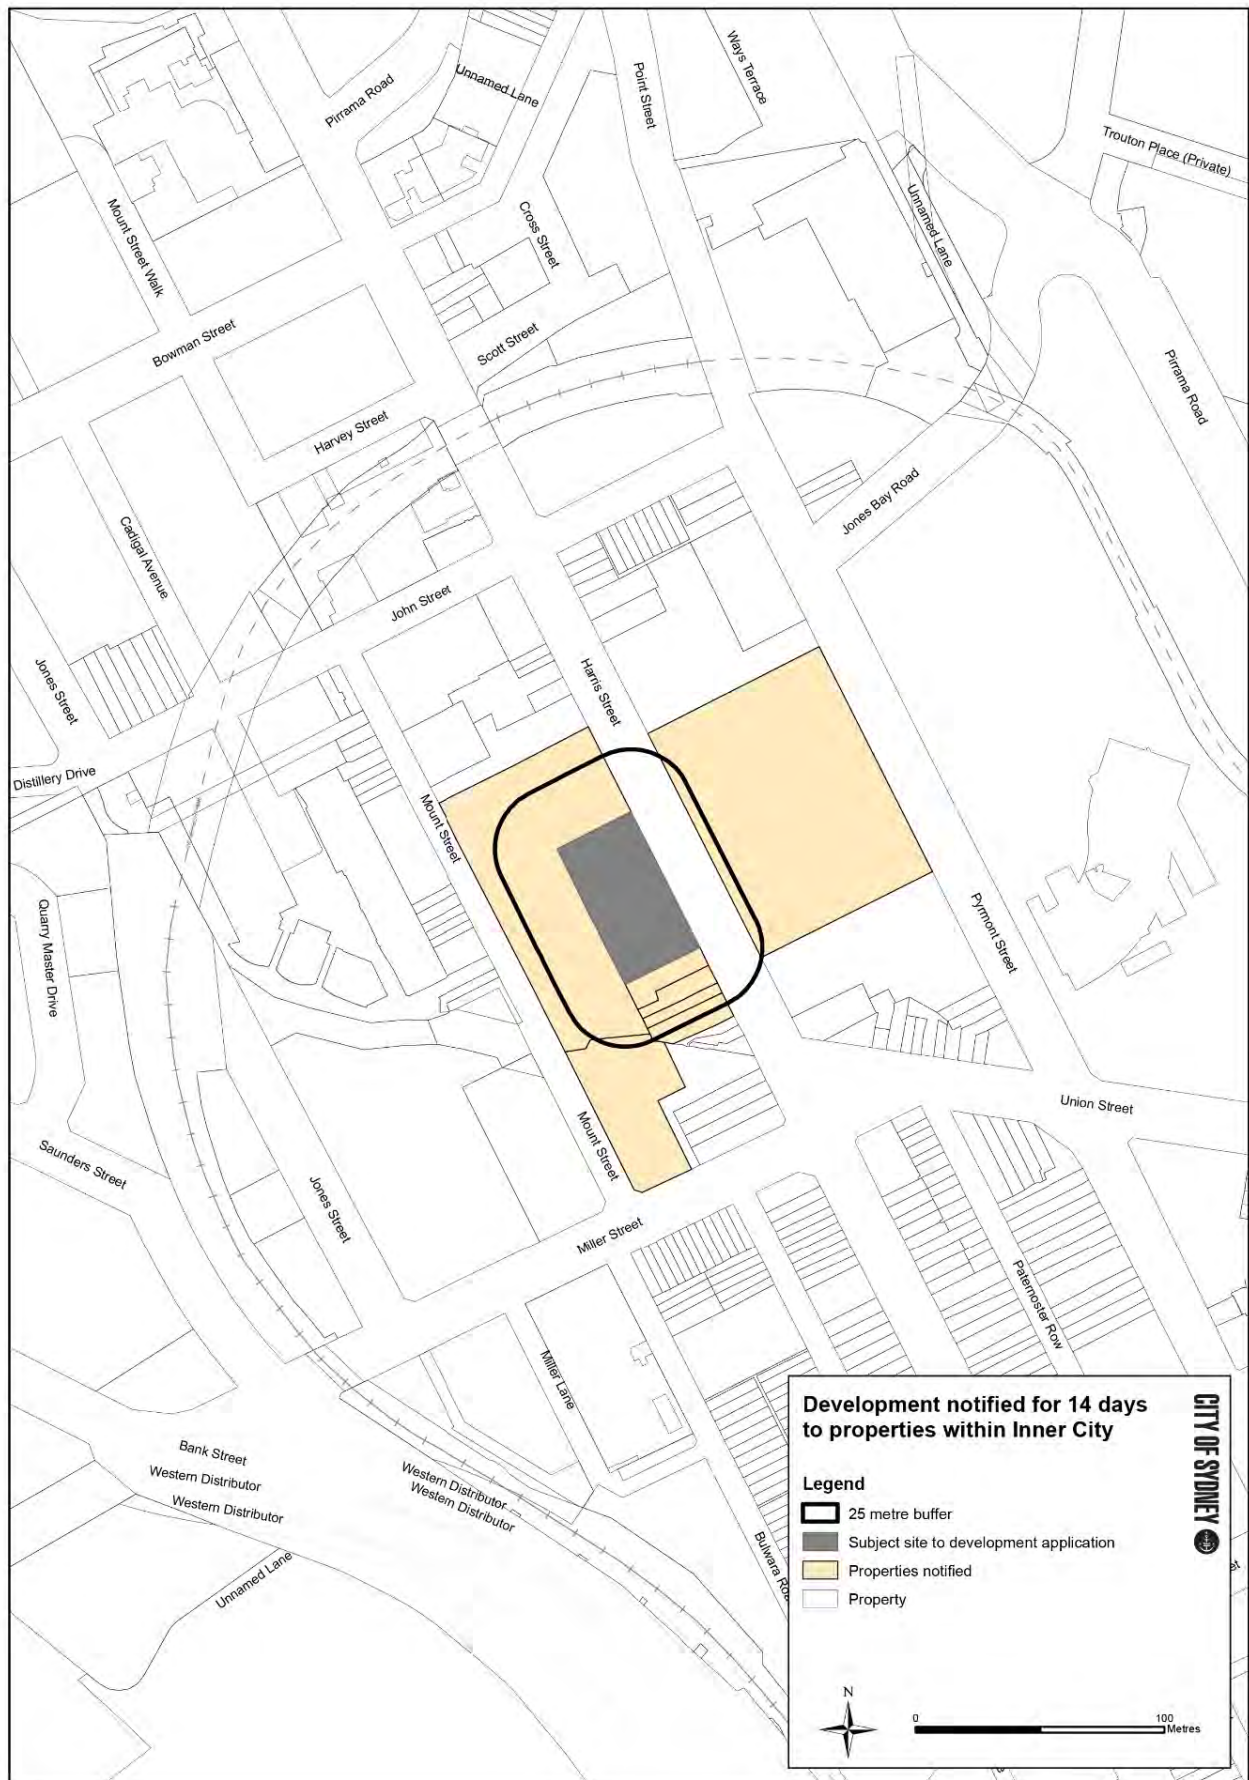 Ways Terrace
Point Street
Unnamed Lane
Pirrama Road
Trouton Place (Private)
Mount Street Walk
Cross Street
Unnamed Lane
Bowman Street
Scott Street
Pirrama Road
Harvey Street
Jones Bay Road
Cadigal Avenue
John Street
Jones Street
Harris Street
Distillery Drive
Mount Street
Quarry Master Drive
Pyrmont Street
Union Street
Mount Street
Saunders Street
Jones Street
Miller Street
Paternoster Row
Miller Lane
Bank Street
Western Distributor
Western Distributor
Western Distributor
Western Distributor
Bulwara Roa
Unnamed Lane
Development notified for 14 days
to properties within Inner City
CITY OF SYDNEY
Legend
25 metre buffer
Subject site to development application
Properties notified
Property
N
0 100
Metres